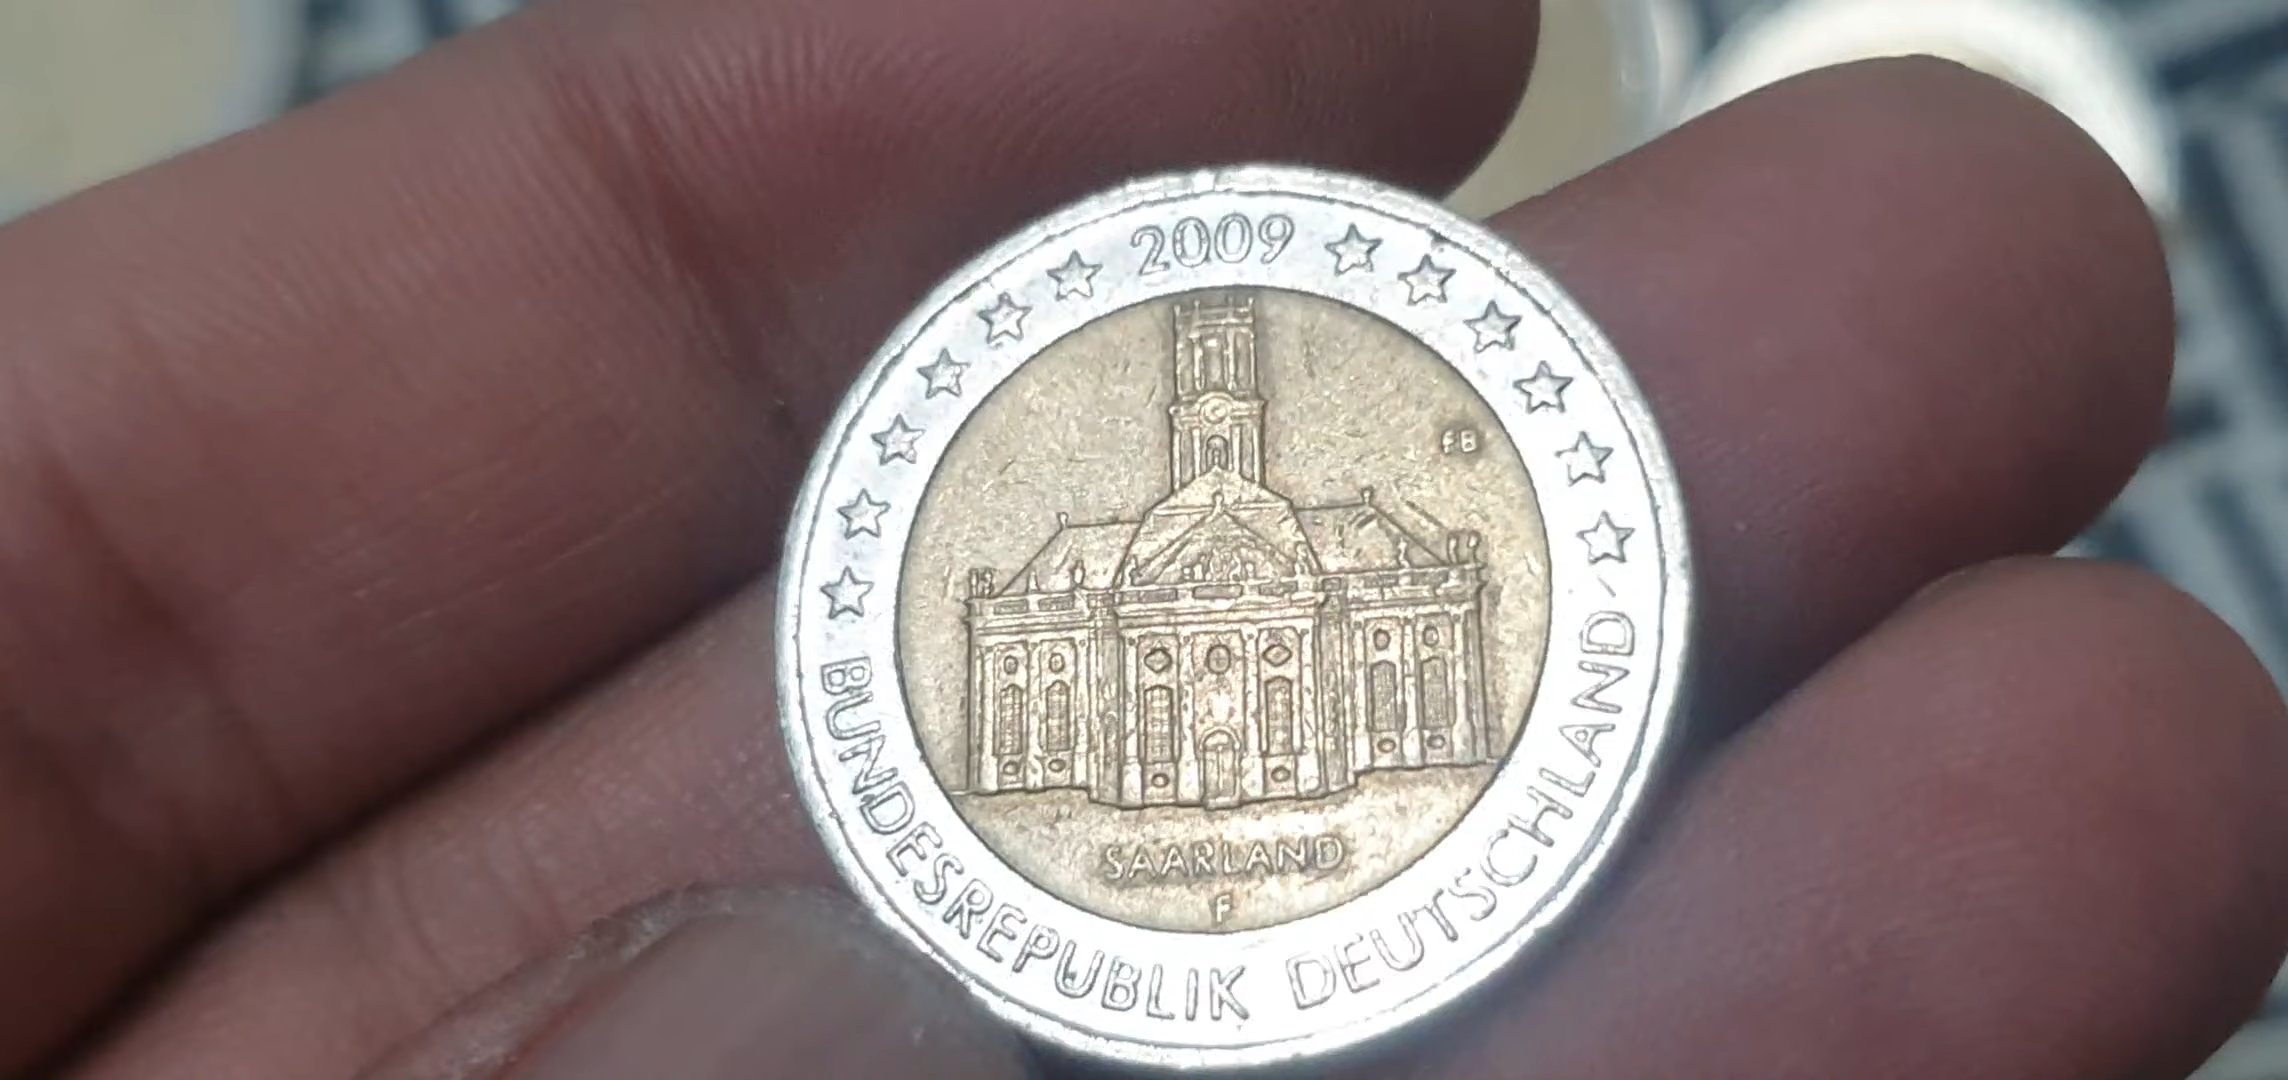 2009
FB
SAARLAND
F
BUNDESREPUBLIK DEUTSCHLAND